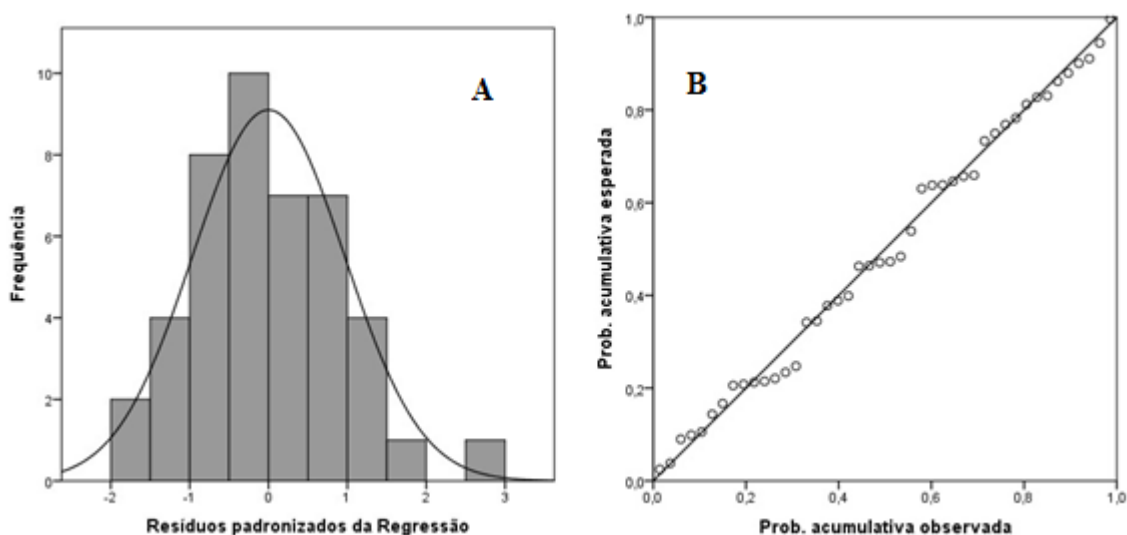 A
Frequência
10
8
6
4
2
0
-2 -1 0 1 2 3
Resíduos padronizados da Regressão
B
Prob. acumulativa esperada
1,0
0,8
0,6
0,4
0,2
0,0
0,0 0,2 0,4 0,6 0,8 1,0
Prob. acumulativa observada